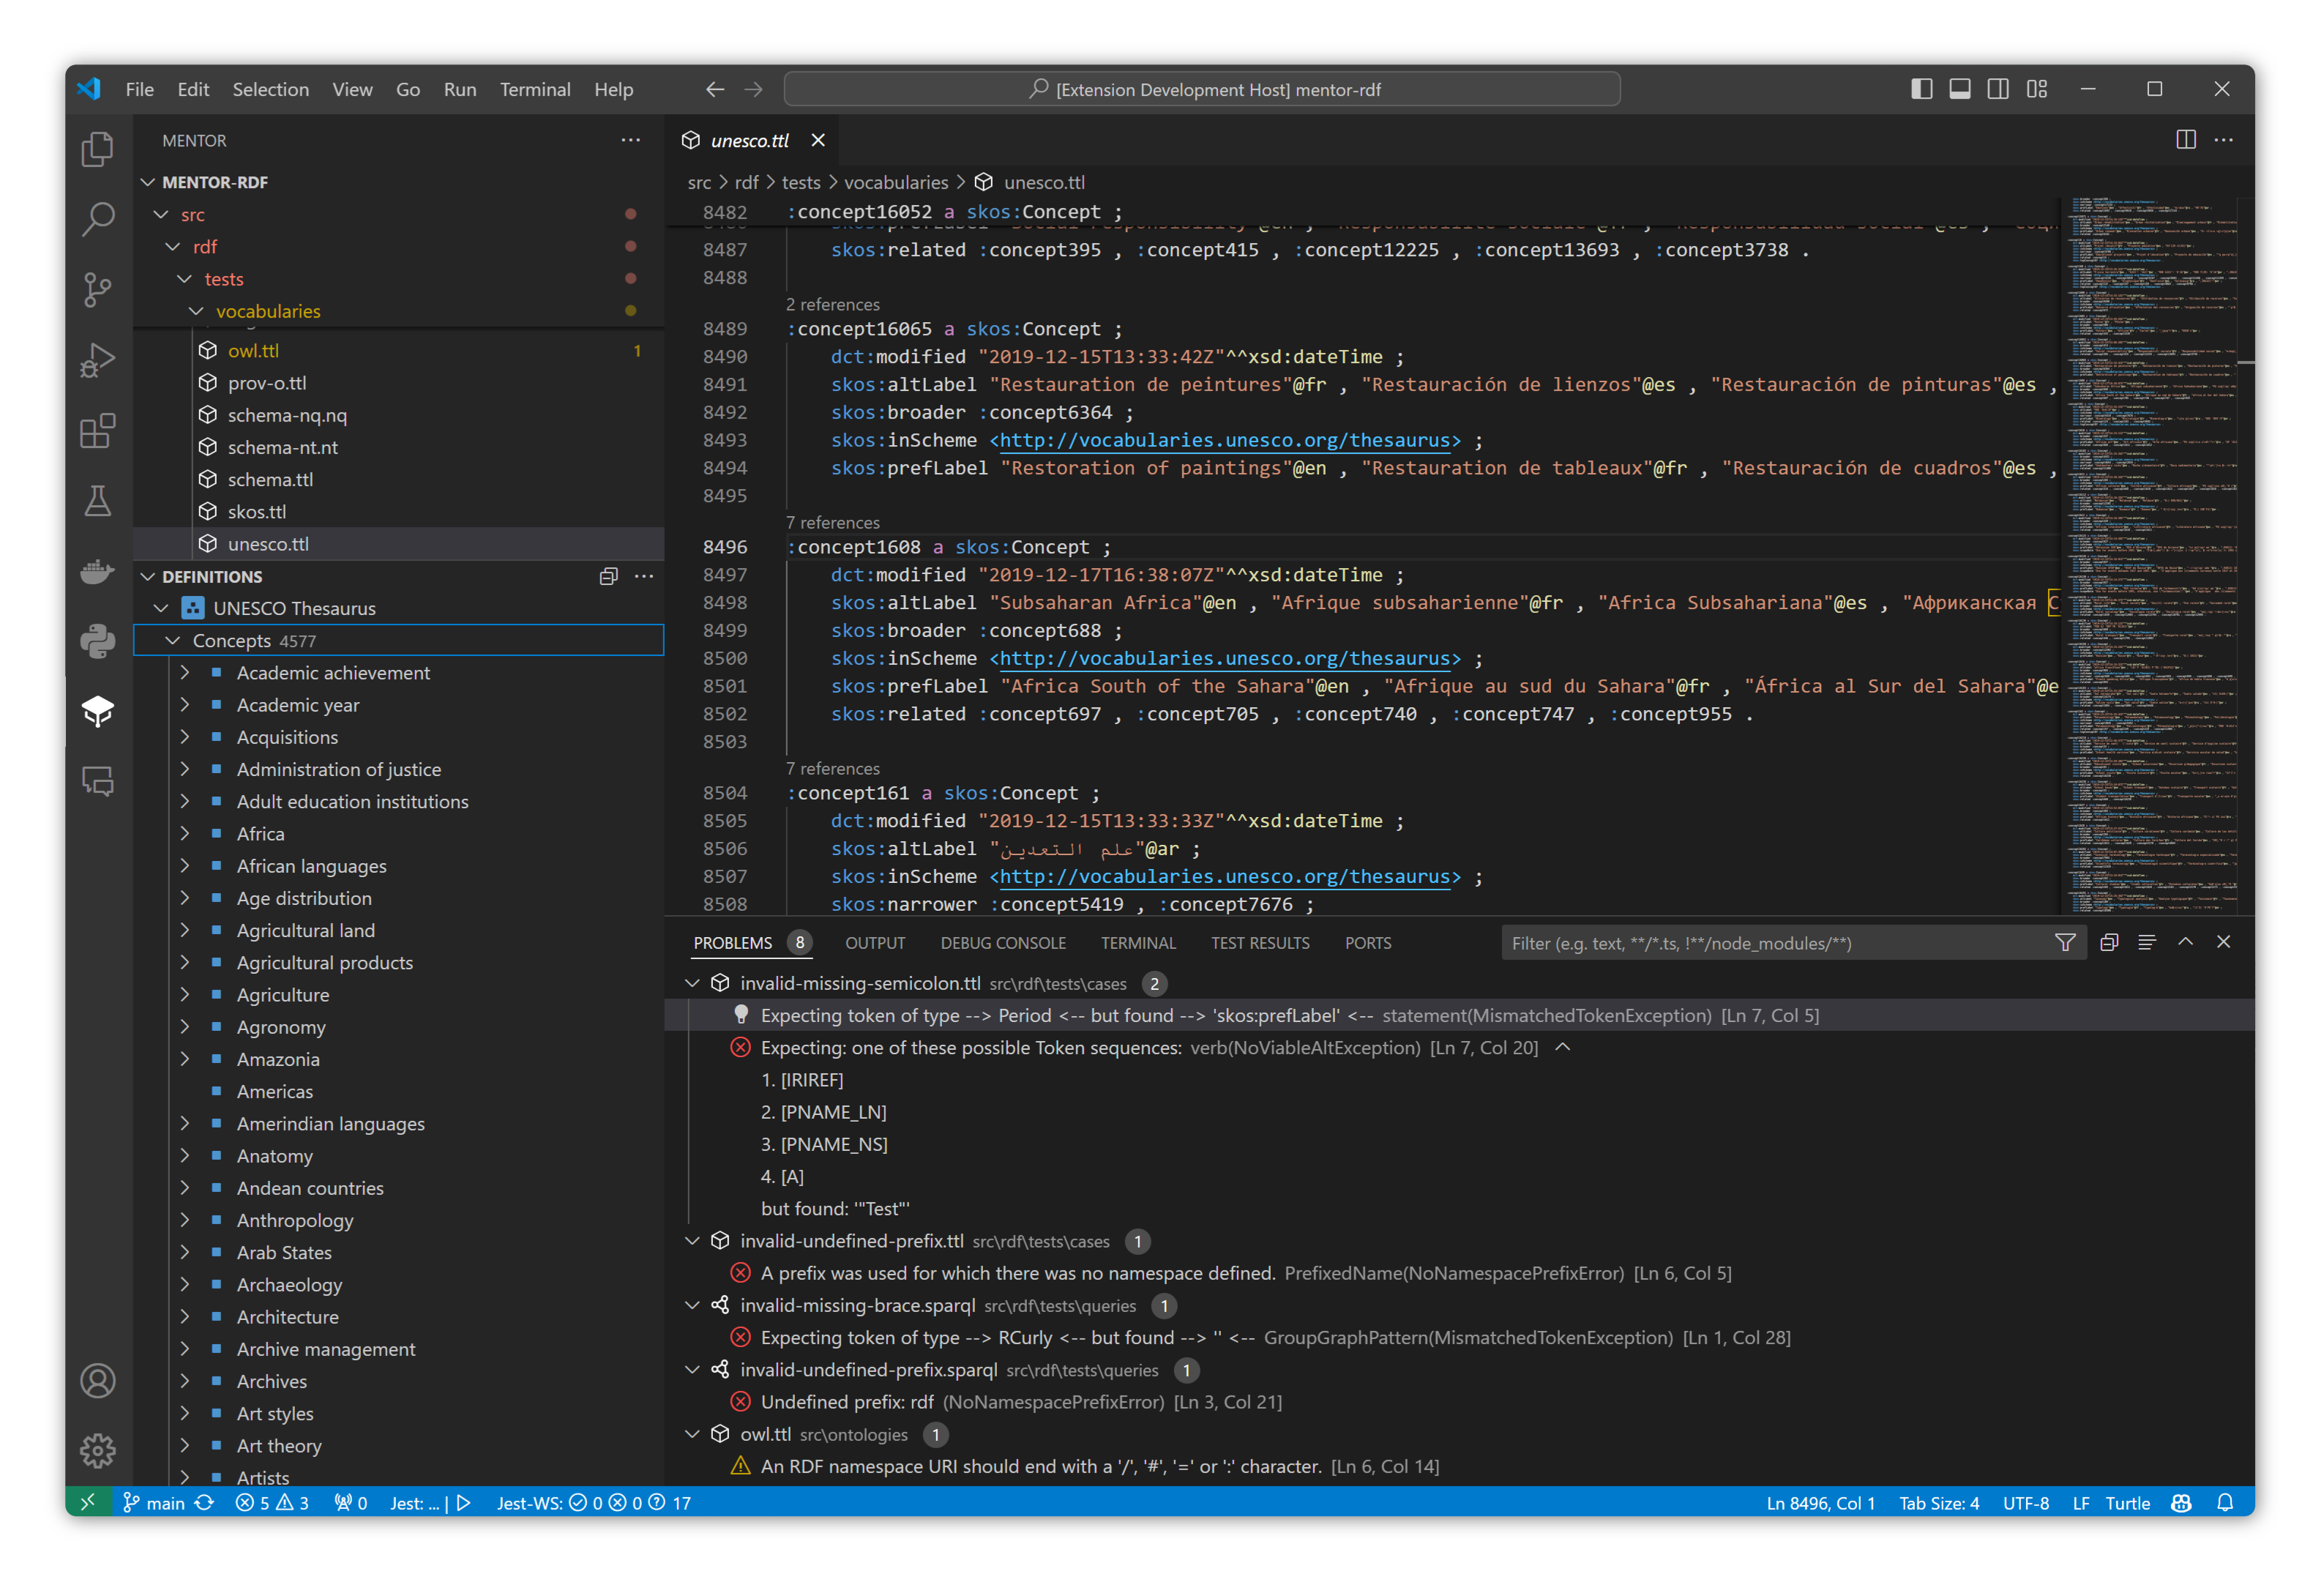 File Edit Selection View Go Run Terminal Help
[Extension Development Host] mentor-rdf
MENTOR
MENTOR-RDF
src
rdf
tests
vocabularies
owl.ttl 1
prov-o.ttl
schema-nq.nq
schema-nt.nt
schema.ttl
skos.ttl
unesco.ttl
DEFINITIONS
UNESCO Thesaurus
Concepts 4577
Academic achievement
Academic year
Acquisitions
Administration of justice
Adult education institutions
Africa
African languages
Age distribution
Agricultural land
Agricultural products
Agriculture
Agronomy
Amazonia
Americas
Amerindian languages
Anatomy
Andean countries
Anthropology
Arab States
Archaeology
Architecture
Archive management
Archives
Art styles
Art theory
Artists
unesco.ttl
src > rdf > tests > vocabularies > unesco.ttl
8482 :concept16052 a skos:Concept ;
8487 skos:related :concept395 , :concept415 , :concept12225 , :concept13693 , :concept3738 .
8488
2 references
8489 :concept16065 a skos:Concept ;
8490 dct:modified "2019-12-15T13:33:42Z"^^xsd:dateTime ;
8491 skos:altLabel "Restauration de peintures"@fr , "Restauración de lienzos"@es , "Restauración de pinturas"@es ,
8492 skos:broader :concept6364 ;
8493 skos:inScheme <http://vocabularies.unesco.org/thesaurus> ;
8494 skos:prefLabel "Restoration of paintings"@en , "Restauration de tableaux"@fr , "Restauración de cuadros"@es ,
8495
7 references
8496 :concept1608 a skos:Concept ;
8497 dct:modified "2019-12-17T16:38:07Z"^^xsd:dateTime ;
8498 skos:altLabel "Subsaharan Africa"@en , "Afrique subsaharienne"@fr , "Africa Subsahariana"@es , "Африканская С
8499 skos:broader :concept688 ;
8500 skos:inScheme <http://vocabularies.unesco.org/thesaurus> ;
8501 skos:prefLabel "Africa South of the Sahara"@en , "Afrique au sud du Sahara"@fr , "África al Sur del Sahara"@e
8502 skos:related :concept697 , :concept705 , :concept740 , :concept747 , :concept955 .
8503
7 references
8504 :concept161 a skos:Concept ;
8505 dct:modified "2019-12-15T13:33:33Z"^^xsd:dateTime ;
8506 skos:altLabel "علم التعدين"@ar ;
8507 skos:inScheme <http://vocabularies.unesco.org/thesaurus> ;
8508 skos:narrower :concept5419 , :concept7676 ;
PROBLEMS 8 OUTPUT DEBUG CONSOLE TERMINAL TEST RESULTS PORTS
Filter (e.g. text, **/*.ts, !**/node_modules/**)
invalid-missing-semicolon.ttl src\rdf\tests\cases 2
Expecting token of type --> Period <-- but found --> 'skos:prefLabel' <-- statement(MismatchedTokenException) [Ln 7, Col 5]
Expecting: one of these possible Token sequences: verb(NoViableAltException) [Ln 7, Col 20]
1. [IRIREF]
2. [PNAME_LN]
3. [PNAME_NS]
4. [A]
but found: '"Test"'
invalid-undefined-prefix.ttl src\rdf\tests\cases 1
A prefix was used for which there was no namespace defined. PrefixedName(NoNamespacePrefixError) [Ln 6, Col 5]
invalid-missing-brace.sparql src\rdf\tests\queries 1
Expecting token of type --> RCurly <-- but found --> '' <-- GroupGraphPattern(MismatchedTokenException) [Ln 1, Col 28]
invalid-undefined-prefix.sparql src\rdf\tests\queries 1
Undefined prefix: rdf (NoNamespacePrefixError) [Ln 3, Col 21]
owl.ttl src\ontologies 1
An RDF namespace URI should end with a '/', '#', '=' or ':' character. [Ln 6, Col 14]
main 5 3 0 Jest: ... | Jest-WS: 0 0 17
Ln 8496, Col 1 Tab Size: 4 UTF-8 LF Turtle